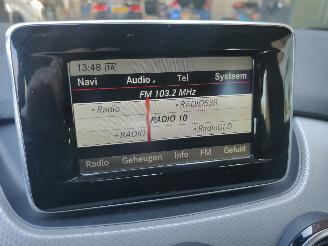 13:48 TA
Navi Audio Tel Systeem
FM 103.2 MHz
• Radio • RADIO538
RADIO 10
• RADIO • RadioCLD
Radio Geheugen Info FM Geluid